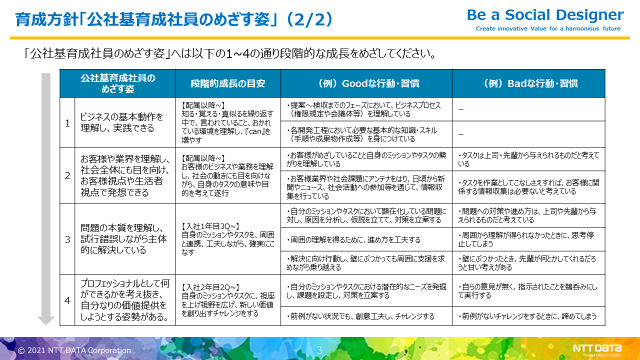 育成方針「公社基育成社員のめざす姿」（2/2）
Be a Social Designer
Create innovative Value for a harmonious future
「公社基育成社員のめざす姿」へは以下の1~4の通り段階的な成長をめざしてください。
公社基育成社員の
めざす姿
段階的成長の目安
（例）Goodな行動・習慣
（例）Badな行動・習慣
1
ビジネスの基本動作を
理解し、実践できる
【配属以降~】
知る・覚える・真似るを繰り返す
中で、言われていること、おかれ
ている環境を理解し、『can』を
増やす
・提案～検収までのフェーズにおいて、ビジネスプロセス
（権限規定や会議体等）を理解している
－
・各開発工程において必要な基本的な知識・スキル
（手順や成果物作成等）を身につけている
－
2
お客様や業界を理解し、
社会全体にも目を向け、
お客様視点や生活者
視点で発想できる
【配属以降~】
お客様のビジネスや業務を理解
し、社会の動きにも目を向けな
がら、自身のタスクの意味や目
的を考えて遂行
・お客様がめざしていることと自身のミッションやタスクの繋
がりを理解している
・タスクは上司・先輩から与えられるものだと考えて
いる
・お客様業界や社会課題にアンテナをはり、日頃から新
聞やニュース、社会活動への参加等を通じて、情報収
集を行っている
・タスクを作業としてこなしさえすれば、お客様に関
係する情報収集は必要ないと考えている
3
問題の本質を理解し、
試行錯誤しながら主体
的に解決している
【入社1年目3Q～】
自身のミッションやタスクを、周囲
と連携、工夫しながら、確実にこ
なす
・自分のミッションやタスクにおいて顕在化している問題に
対し、原因を分析し、仮説を立て、対策を立案する
・問題への対策や進め方は、上司や先輩から与
えられるものだと考えている
・周囲の理解を得るために、進め方を工夫する
・周囲から理解が得られなかったときに、思考停
止してしまう
・解決に向け行動し、壁にぶつかっても周囲に支援を求
めながら乗り越える
・壁にぶつかったとき、先輩が何とかしてくれるだろ
うと甘い考えがある
4
プロフェッショナルとして何
ができるかを考え抜き、
自分なりの価値提供を
しようとする姿勢がある。
【入社2年目2Q～】
自身のミッションやタスクに、視座
を上げ視野を広げ、新しい価値
を創り出すチャレンジをする
・自分のミッションやタスクにおける潜在的なニーズを発掘
し、課題を設定し、対策を立案する
・自らの意見が無く、指示されたことを鵜呑みにし
て実行する
・前例がない状況でも、創意工夫し、チャレンジする
・前例がないチャレンジをするときに、諦めてしまう
© 2021 NTT DATA Corporation
3
NTT DATA